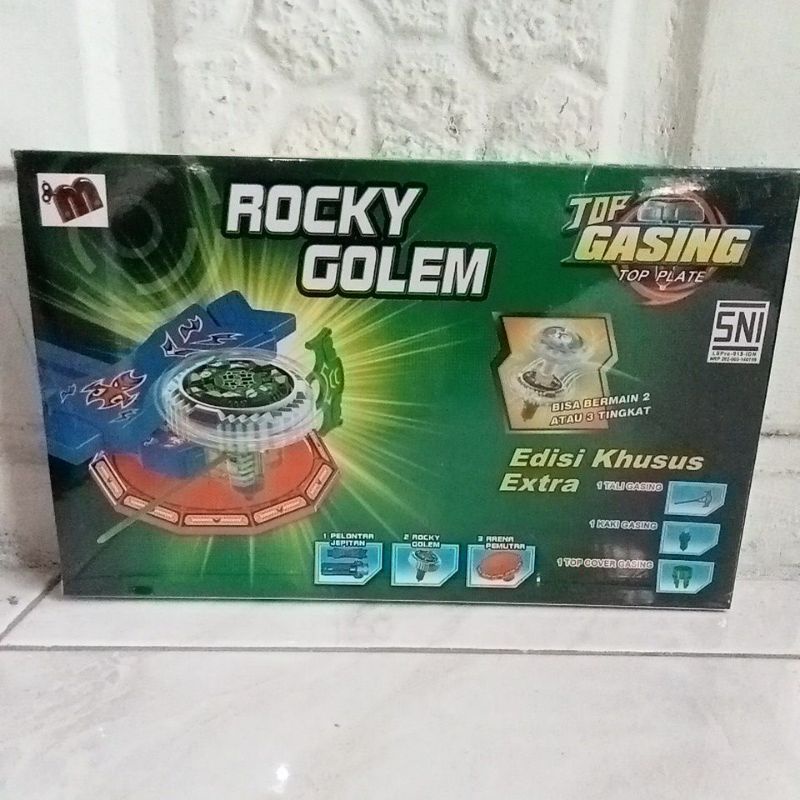 m
ROCKY
GOLEM
TOP
GASING
TOP PLATE
SNI
BISA BERMAIN 2
ATAU 3 TINGKAT
Edisi Khusus
Extra
1 TALI GASING
1 KAKI GASING
1 TOP COVER GASING
1 PELONTAR
JEPITAN
2 ROCKY
GOLEM
3 ARENA
PEMUTAR